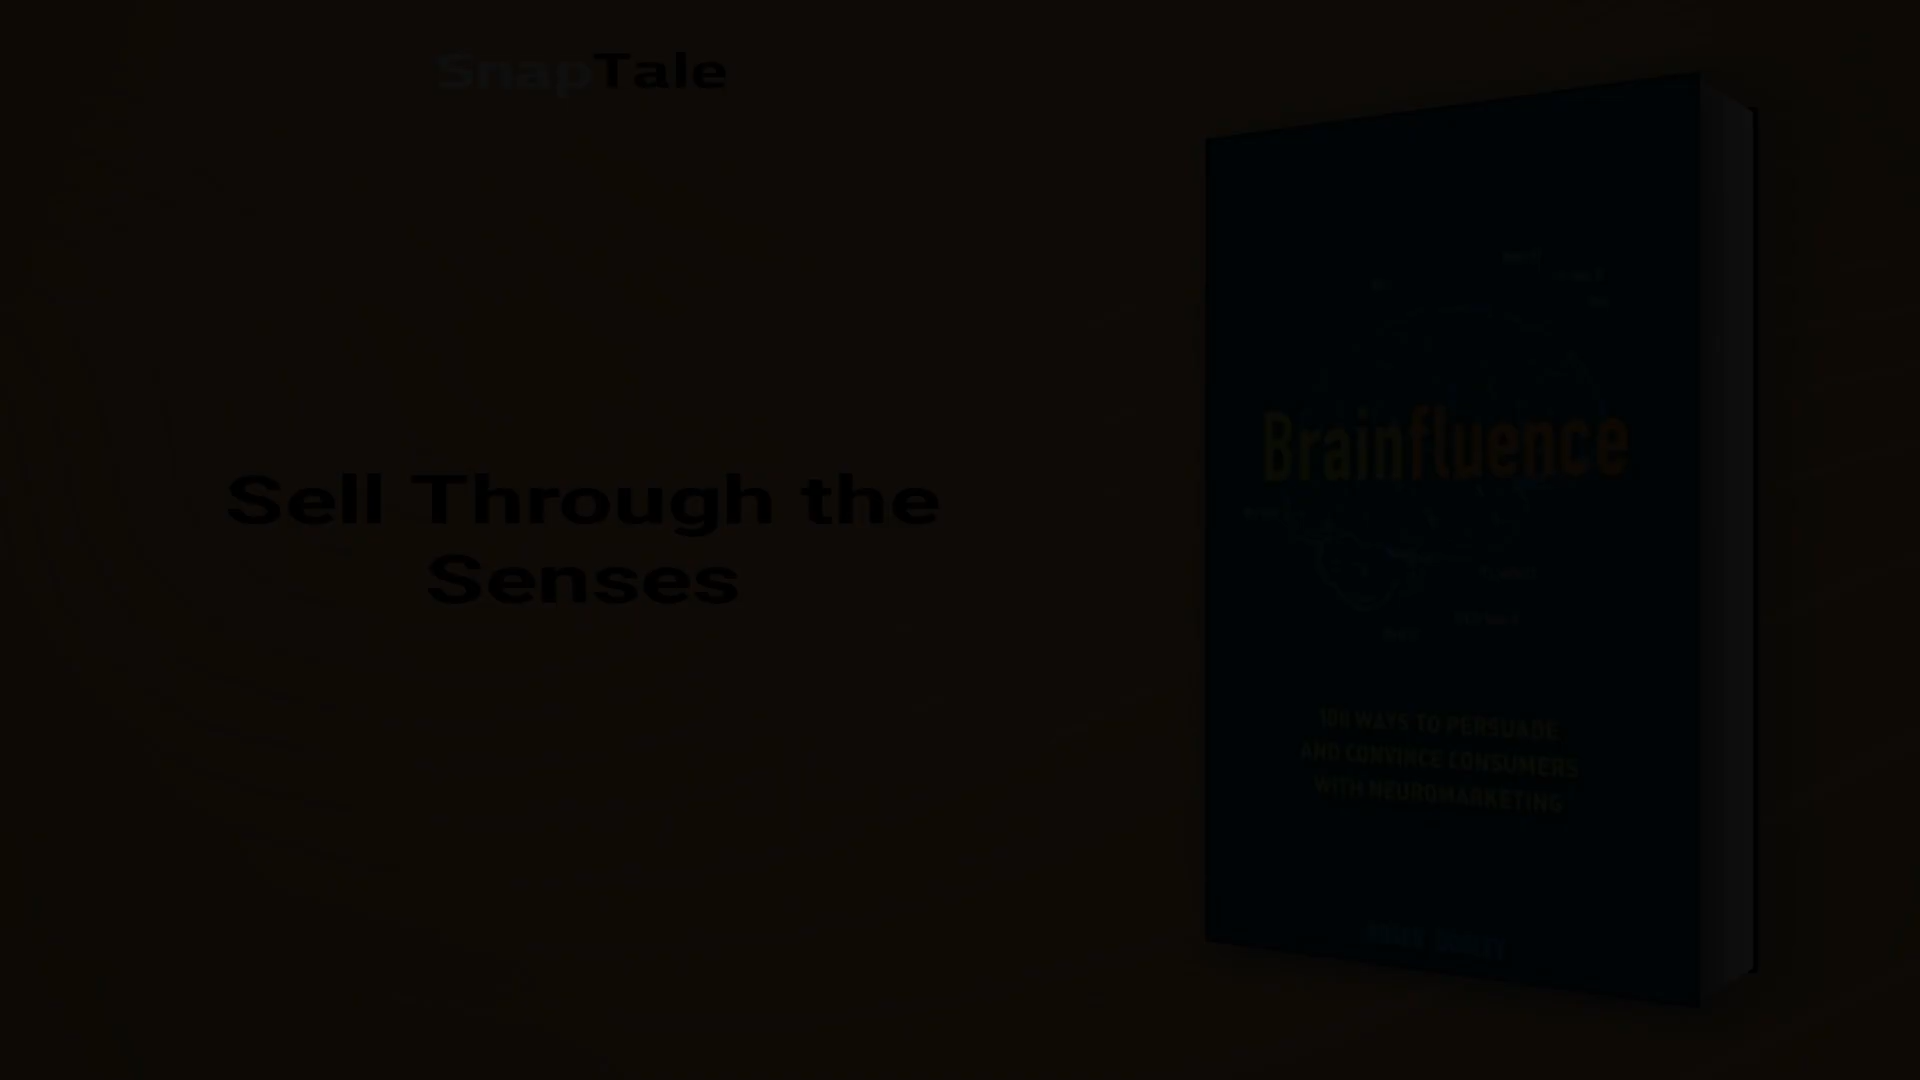 SnapTale
Sell Through the
Senses
Brainfluence
100 WAYS TO PERSUADE
AND CONVINCE CONSUMERS
WITH NEUROMARKETING